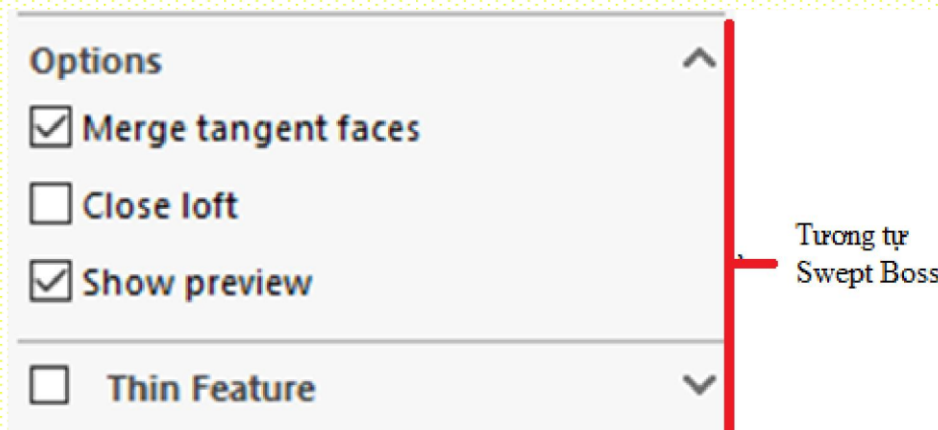 Options
Merge tangent faces
Close loft
Show preview
Thin Feature
Tương tự
Swept Boss